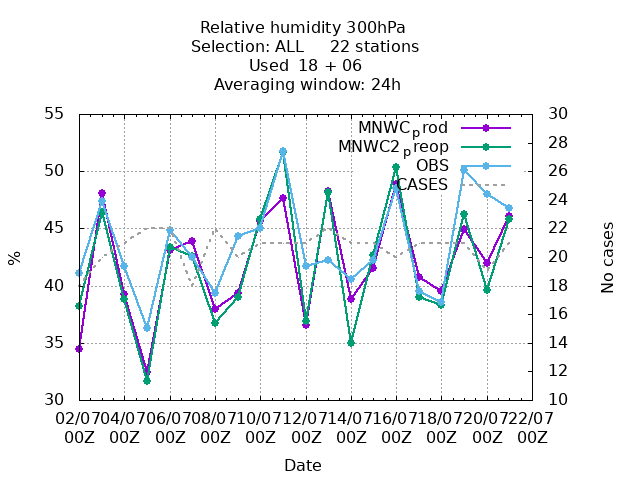 Relative humidity 300hPa
Selection: ALL 22 stations
Used 18 + 06
Averaging window: 24h
55
50
45
40
35
30
%
30
28
26
24
22
20
18
16
14
12
10
No cases
MNWCprod
MNWC2preop
OBS
CASES
02/07 04/07 06/07 08/07 10/07 12/07 14/07 16/07 18/07 20/07 22/07
00Z 00Z 00Z 00Z 00Z 00Z 00Z 00Z 00Z 00Z 00Z
Date